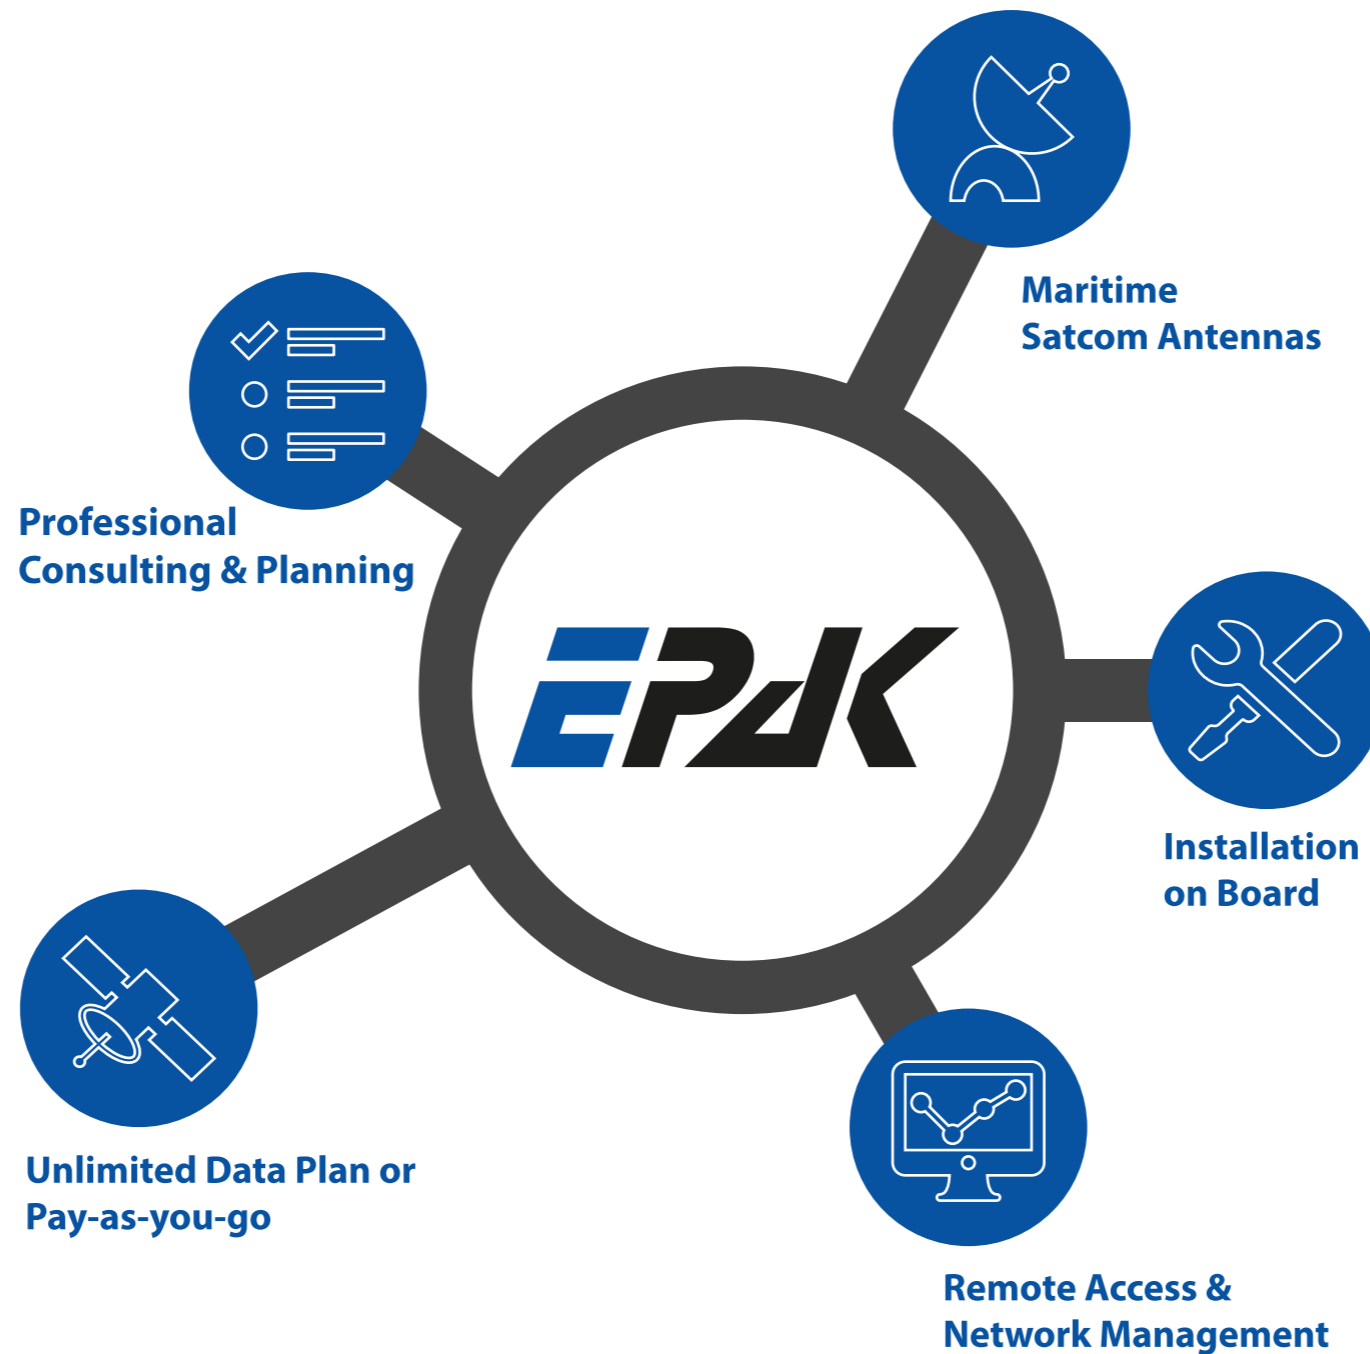 Maritime
Satcom Antennas
Professional
Consulting & Planning
EPAK
Installation
on Board
Unlimited Data Plan or
Pay-as-you-go
Remote Access &
Network Management